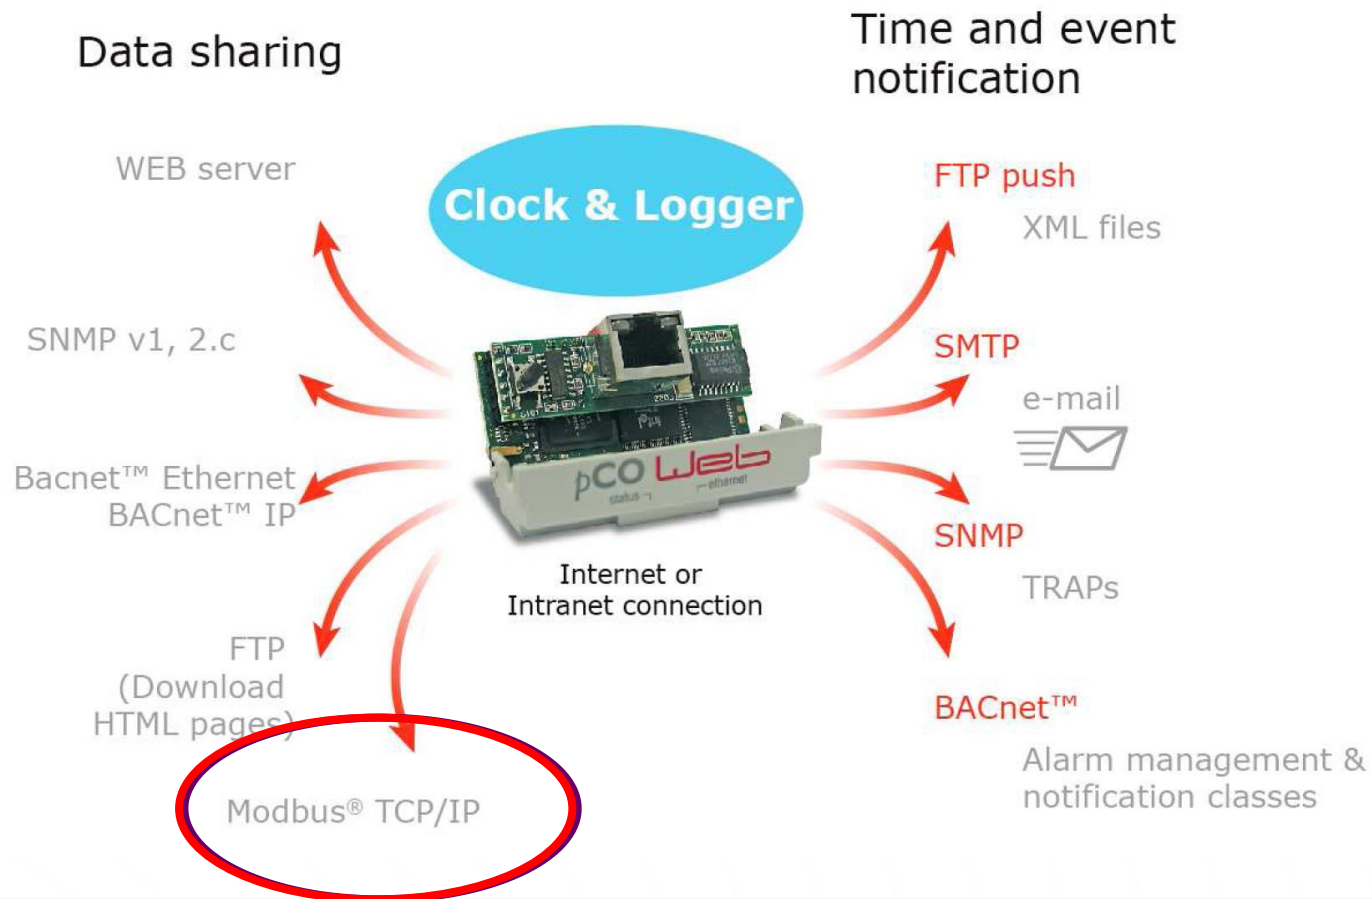 Data sharing
Time and event
notification
WEB server
SNMP v1, 2.c
Bacnet™ Ethernet
BACnet™ IP
FTP
(Download
HTML pages)
Modbus® TCP/IP
Clock & Logger
pCO Web
status
ethernet
Internet or
Intranet connection
FTP push
XML files
SMTP
e-mail
SNMP
TRAPs
BACnet™
Alarm management &
notification classes